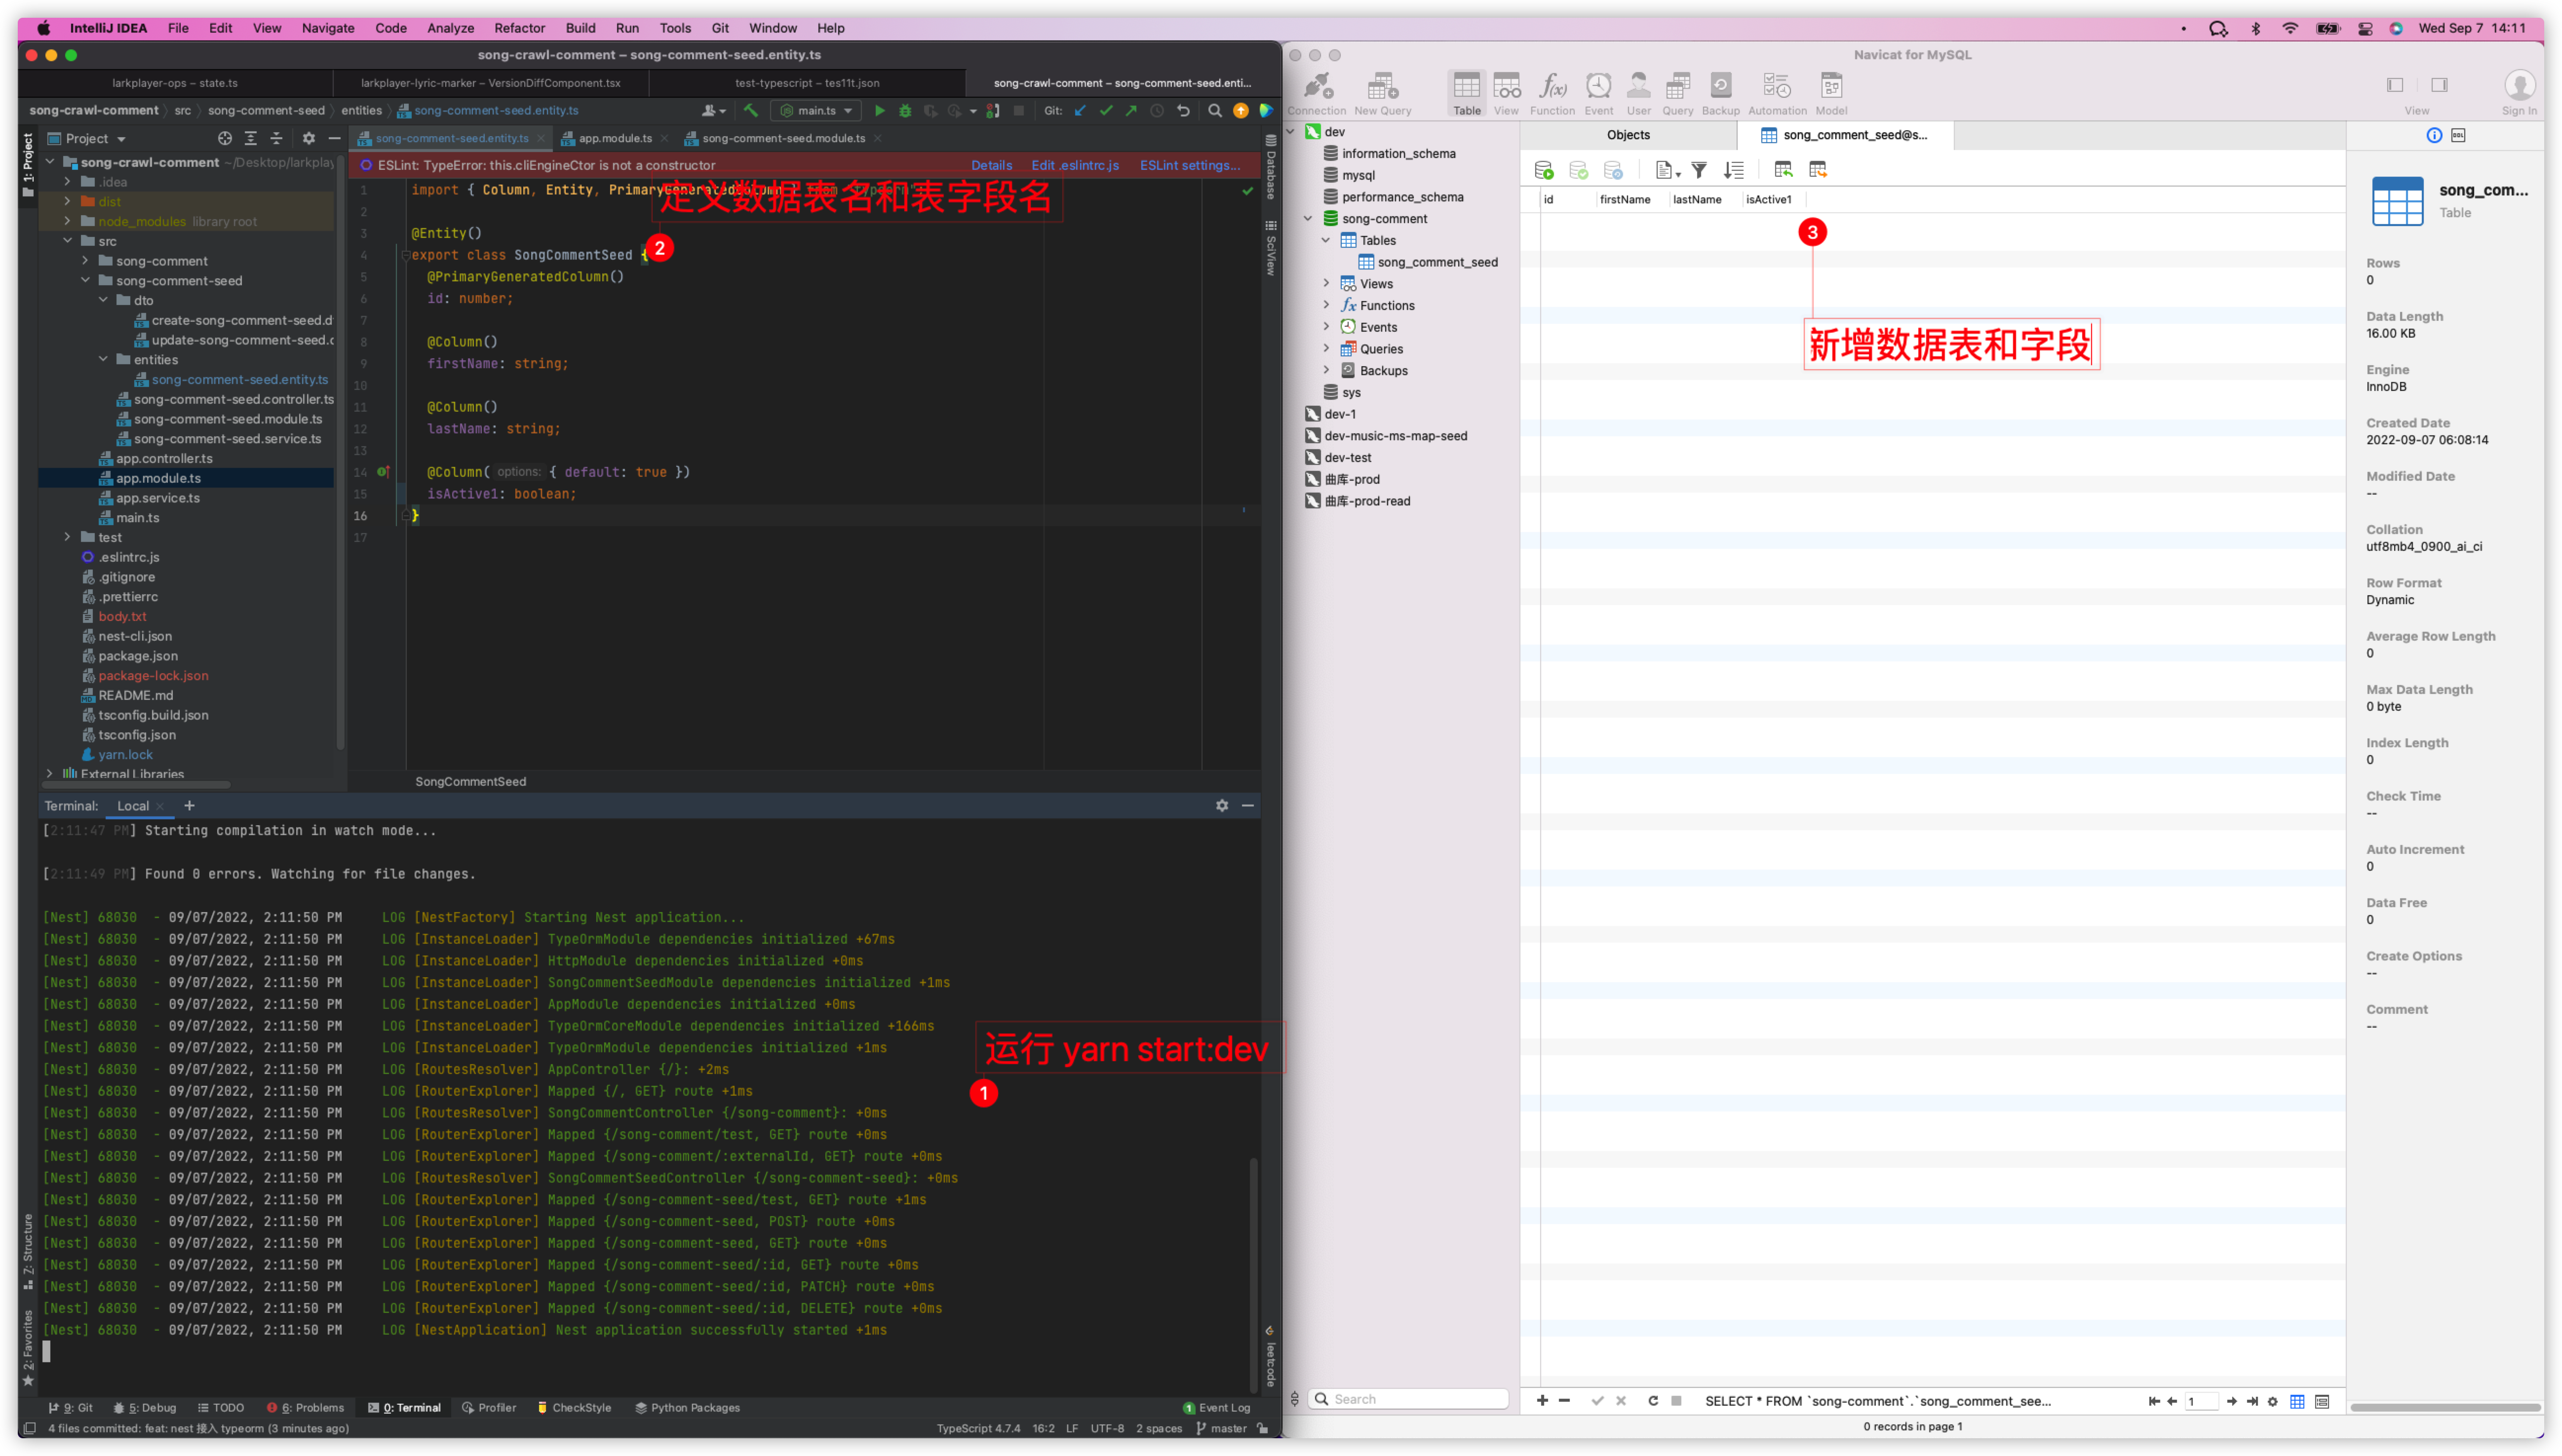 IntelliJ IDEA File Edit View Navigate Code Analyze Refactor Build Run Tools Git Window Help
Wed Sep 7 14:11
song-crawl-comment – song-comment-seed.entity.ts
larkplayer-ops – state.ts
larkplayer-lyric-marker – VersionDiffComponent.tsx
test-typescript – tes11t.json
song-crawl-comment – song-comment-seed.enti...
song-crawl-comment src song-comment-seed entities song-comment-seed.entity.ts
main.ts
Git:
Project
song-comment-seed.entity.ts
app.module.ts
song-comment-seed.module.ts
1: Project
song-crawl-comment ~/Desktop/larkplay
.idea
dist
node_modules library root
src
song-comment
song-comment-seed
dto
create-song-comment-seed.d
update-song-comment-seed.c
entities
song-comment-seed.entity.ts
song-comment-seed.controller.ts
song-comment-seed.module.ts
song-comment-seed.service.ts
app.controller.ts
app.module.ts
app.service.ts
main.ts
test
.eslintrc.js
.gitignore
.prettierrc
body.txt
nest-cli.json
package.json
package-lock.json
README.md
tsconfig.build.json
tsconfig.json
yarn.lock
External Libraries
ESLint: TypeError: this.cliEngineCtor is not a constructor
Details Edit .eslintrc.js ESLint settings...
1 import { Column, Entity, PrimaryGeneratedColumn
定义数据表名和表字段名
2
2
3 @Entity()
4 export class SongCommentSeed {
5 @PrimaryGeneratedColumn()
6 id: number;
7
8 @Column()
9 firstName: string;
10
11 @Column()
12 lastName: string;
13
14 @Column( options: { default: true })
15 isActive1: boolean;
16 }
17
SongCommentSeed
Database
SciView
leetcode
Z: Structure
2: Favorites
Terminal: Local +
[2:11:47 PM] Starting compilation in watch mode...
[2:11:49 PM] Found 0 errors. Watching for file changes.
[Nest] 68030 - 09/07/2022, 2:11:50 PM LOG [NestFactory] Starting Nest application...
[Nest] 68030 - 09/07/2022, 2:11:50 PM LOG [InstanceLoader] TypeOrmModule dependencies initialized +67ms
[Nest] 68030 - 09/07/2022, 2:11:50 PM LOG [InstanceLoader] HttpModule dependencies initialized +0ms
[Nest] 68030 - 09/07/2022, 2:11:50 PM LOG [InstanceLoader] SongCommentSeedModule dependencies initialized +1ms
[Nest] 68030 - 09/07/2022, 2:11:50 PM LOG [InstanceLoader] AppModule dependencies initialized +0ms
[Nest] 68030 - 09/07/2022, 2:11:50 PM LOG [InstanceLoader] TypeOrmCoreModule dependencies initialized +166ms
[Nest] 68030 - 09/07/2022, 2:11:50 PM LOG [InstanceLoader] TypeOrmModule dependencies initialized +1ms
[Nest] 68030 - 09/07/2022, 2:11:50 PM LOG [RoutesResolver] AppController {/}: +2ms
[Nest] 68030 - 09/07/2022, 2:11:50 PM LOG [RouterExplorer] Mapped {/, GET} route +1ms
[Nest] 68030 - 09/07/2022, 2:11:50 PM LOG [RoutesResolver] SongCommentController {/song-comment}: +0ms
[Nest] 68030 - 09/07/2022, 2:11:50 PM LOG [RouterExplorer] Mapped {/song-comment/test, GET} route +0ms
[Nest] 68030 - 09/07/2022, 2:11:50 PM LOG [RouterExplorer] Mapped {/song-comment/:externalId, GET} route +0ms
[Nest] 68030 - 09/07/2022, 2:11:50 PM LOG [RoutesResolver] SongCommentSeedController {/song-comment-seed}: +0ms
[Nest] 68030 - 09/07/2022, 2:11:50 PM LOG [RouterExplorer] Mapped {/song-comment-seed/test, GET} route +1ms
[Nest] 68030 - 09/07/2022, 2:11:50 PM LOG [RouterExplorer] Mapped {/song-comment-seed, POST} route +0ms
[Nest] 68030 - 09/07/2022, 2:11:50 PM LOG [RouterExplorer] Mapped {/song-comment-seed, GET} route +0ms
[Nest] 68030 - 09/07/2022, 2:11:50 PM LOG [RouterExplorer] Mapped {/song-comment-seed/:id, GET} route +0ms
[Nest] 68030 - 09/07/2022, 2:11:50 PM LOG [RouterExplorer] Mapped {/song-comment-seed/:id, PATCH} route +0ms
[Nest] 68030 - 09/07/2022, 2:11:50 PM LOG [RouterExplorer] Mapped {/song-comment-seed/:id, DELETE} route +0ms
[Nest] 68030 - 09/07/2022, 2:11:50 PM LOG [NestApplication] Nest application successfully started +1ms
运行 yarn start:dev
1
9: Git 5: Debug TODO 6: Problems 0: Terminal Profiler CheckStyle Python Packages 1 Event Log
4 files committed: feat: nest 接入 typeorm (3 minutes ago)
TypeScript 4.7.4 16:2 LF UTF-8 2 spaces master
Navicat for MySQL
Connection New Query Table View Function Event User Query Backup Automation Model View Sign In
dev
information_schema
mysql
performance_schema
song-comment
Tables
song_comment_seed
Views
Functions
Events
Queries
Backups
sys
dev-1
dev-music-ms-map-seed
dev-test
曲库-prod
曲库-prod-read
Search
Objects
song_comment_seed@s...
id firstName lastName isActive1
3
新增数据表和字段
SELECT * FROM `song-comment`.`song_comment_see...
1
0 records in page 1
DDL
song_com...
Table
Rows
0
Data Length
16.00 KB
Engine
InnoDB
Created Date
2022-09-07 06:08:14
Modified Date
--
Collation
utf8mb4_0900_ai_ci
Row Format
Dynamic
Average Row Length
0
Max Data Length
0 byte
Index Length
0
Check Time
--
Auto Increment
0
Data Free
0
Create Options
--
Comment
--